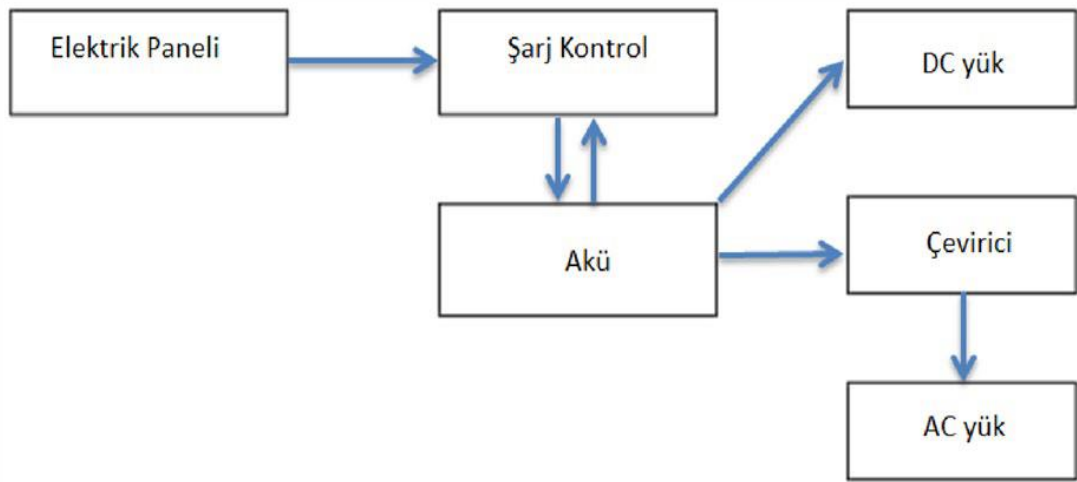 Elektrik Paneli
Şarj Kontrol
DC yük
Akü
Çevirici
AC yük